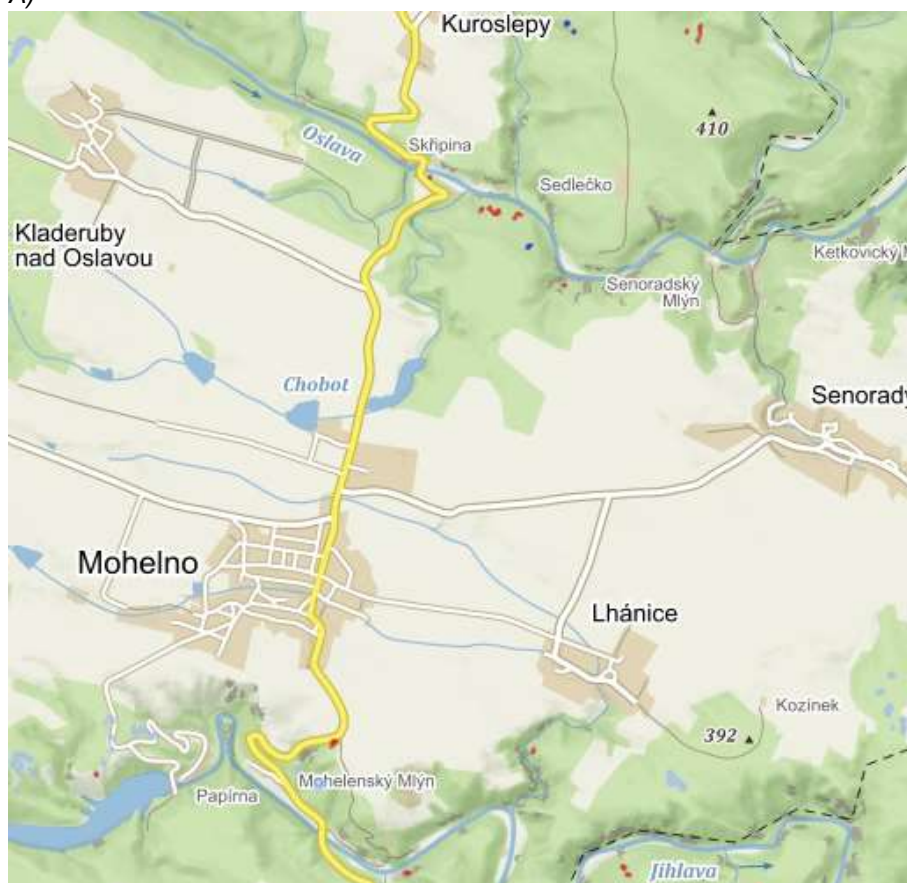 A)
Kuroslepy
410
Oslava
Skřipina
Sedlečko
Kladeruby
nad Oslavou
Ketkovický M
Senoradský
Mlýn
Chobot
Senorady
Mohelno
Lhánice
Kozínek
392
Mohelenský Mlýn
Papírna
Jihlava